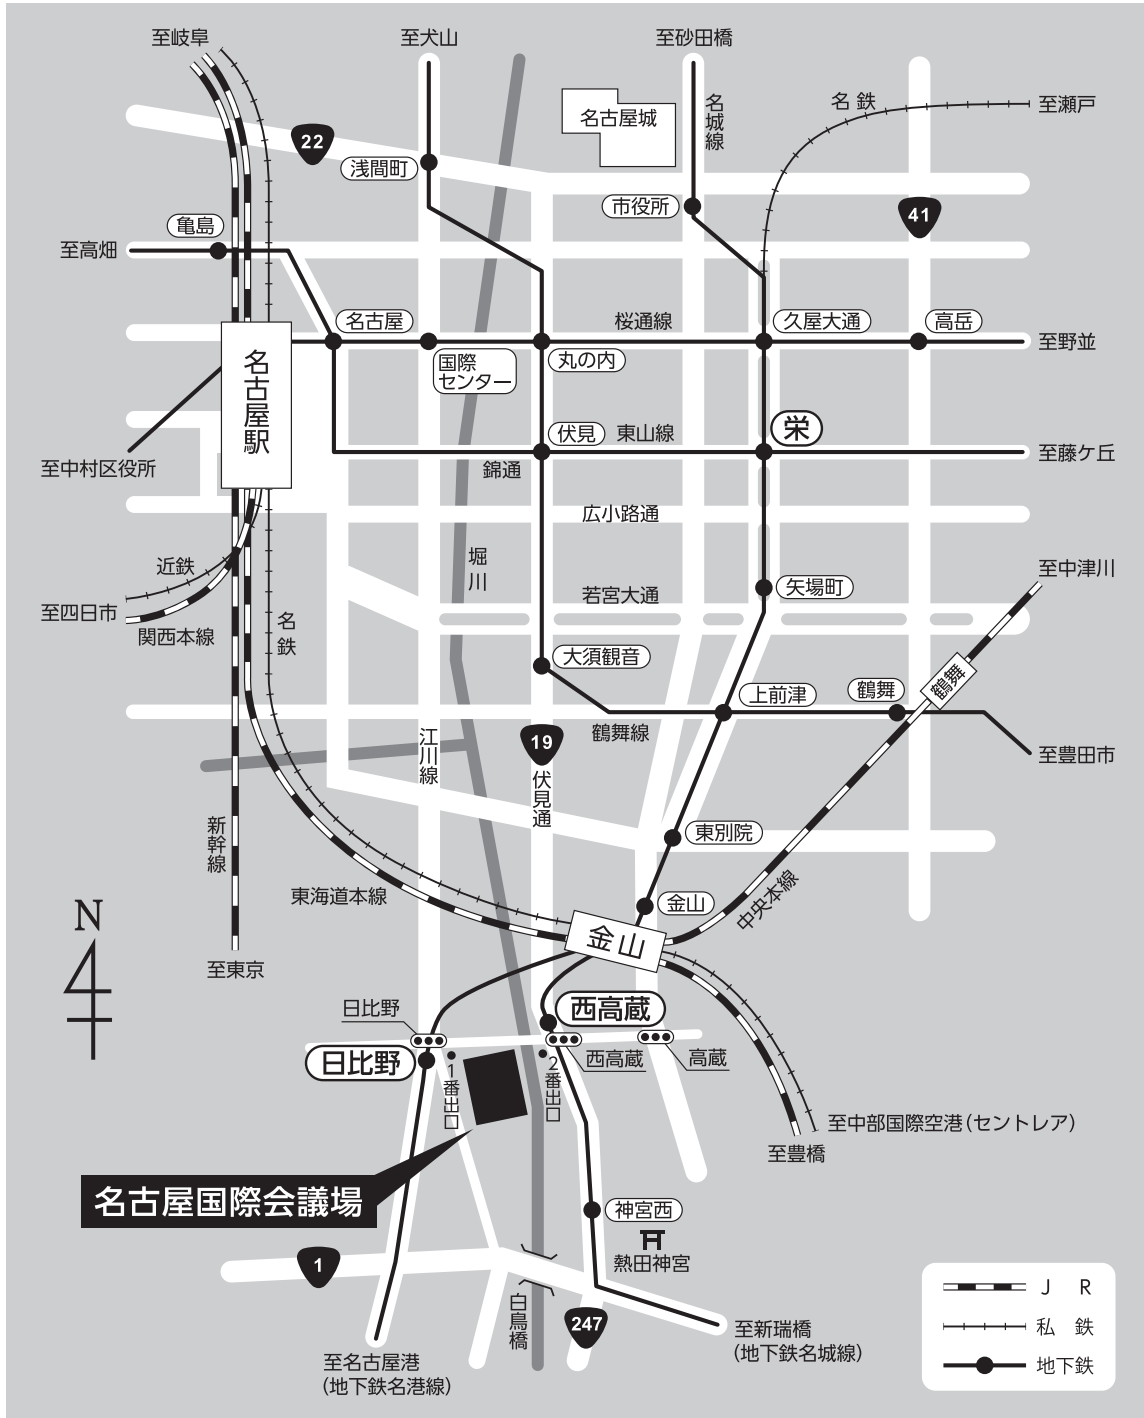 至岐阜
至犬山
至砂田橋
名鉄
至瀬戸
名古屋城
名城線
22
浅間町
市役所
41
亀島
至高畑
名古屋
桜通線
久屋大通
高岳
至野並
国際
センター
丸の内
名古屋駅
伏見
東山線
栄
至藤ケ丘
至中村区役所
錦通
広小路通
堀川
近鉄
至四日市
関西本線
名鉄
若宮大通
矢場町
至中津川
大須観音
上前津
鶴舞
鶴舞
鶴舞線
至豊田市
江川線
19
伏見通
新幹線
東別院
東海道本線
金山
中央本線
金山
N
至東京
日比野
西高蔵
日比野
西高蔵
高蔵
1番出口
2番出口
至中部国際空港(セントレア)
至豊橋
名古屋国際会議場
神宮西
熱田神宮
1
白鳥橋
247
至新瑞橋
(地下鉄名城線)
至名古屋港
(地下鉄名港線)
J R
私 鉄
地下鉄